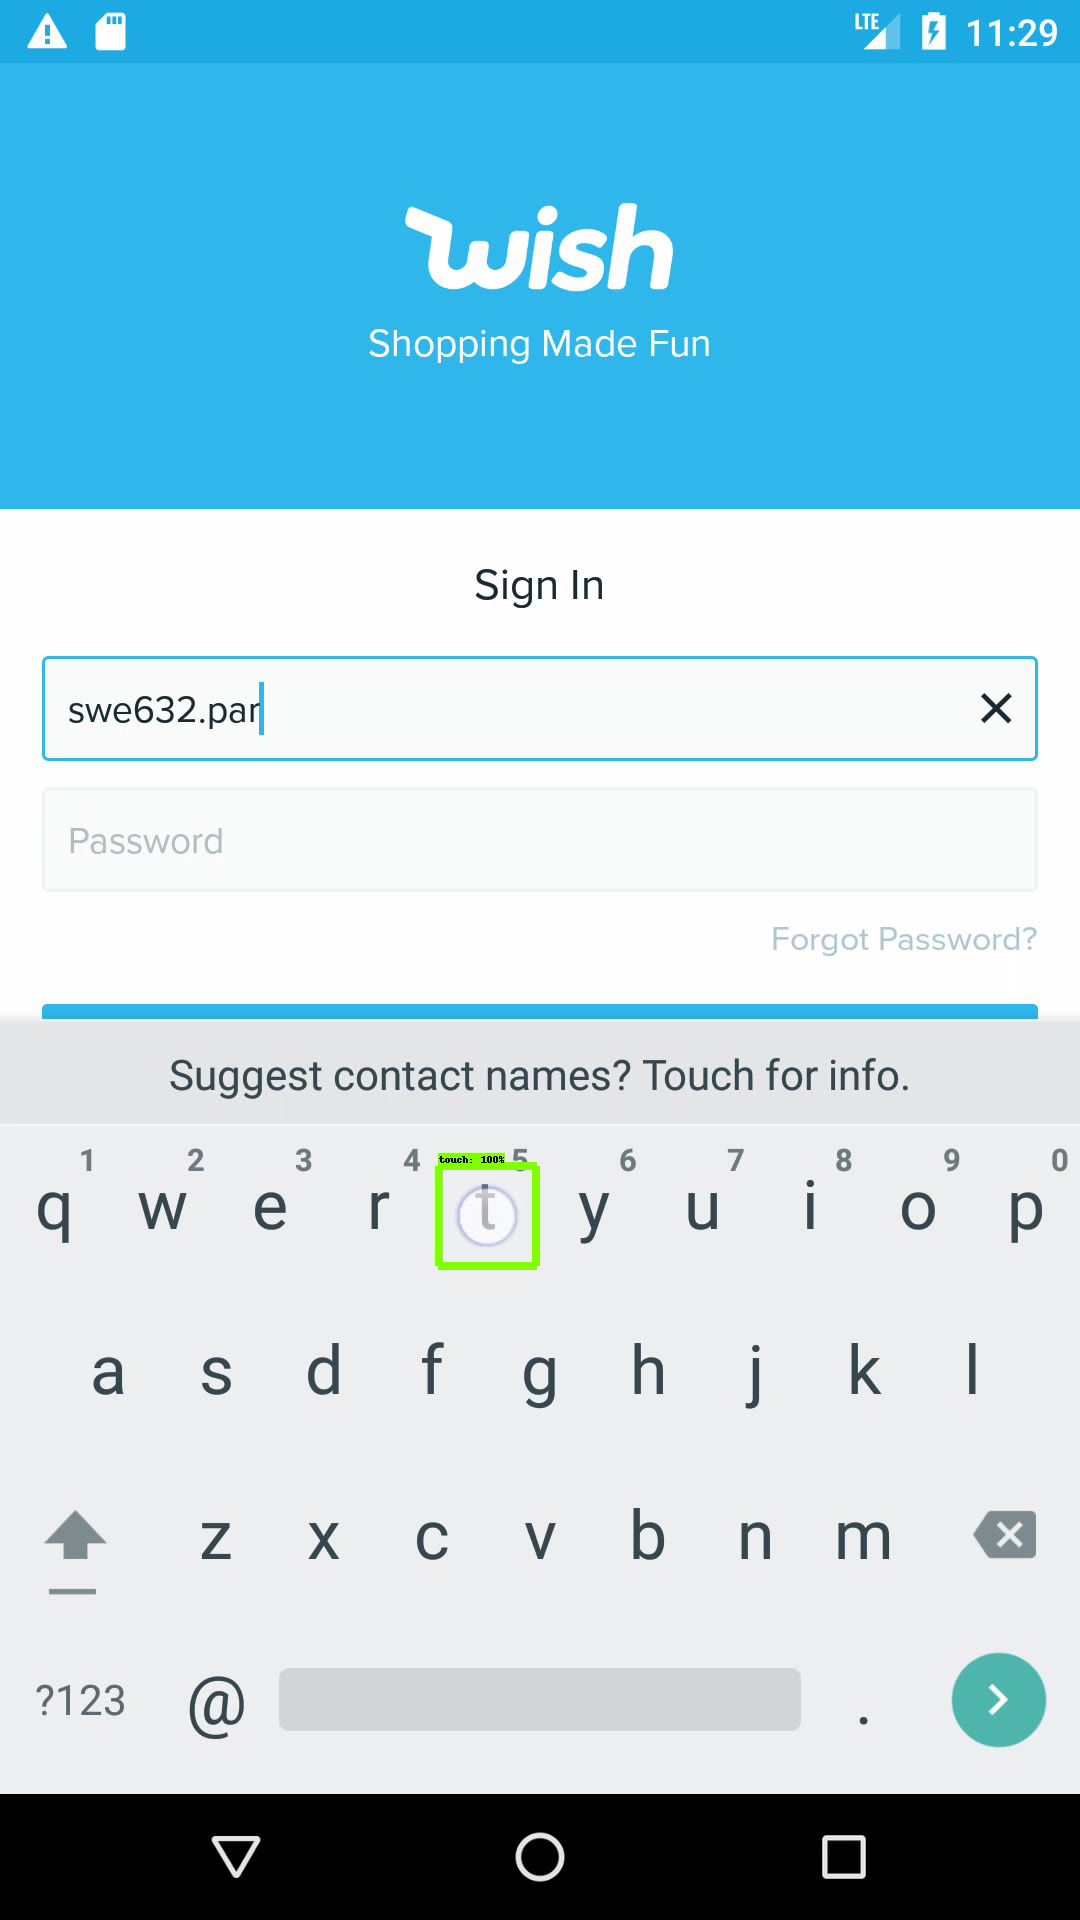 LTE 11:29
wish
Shopping Made Fun
Sign In
swe632.par
Password
Forgot Password?
Suggest contact names? Touch for info.
touch: 100%
1 2 3 4 5 6 7 8 9 0
q w e r t y u i o p
a s d f g h j k l
z x c v b n m
?123 @ .